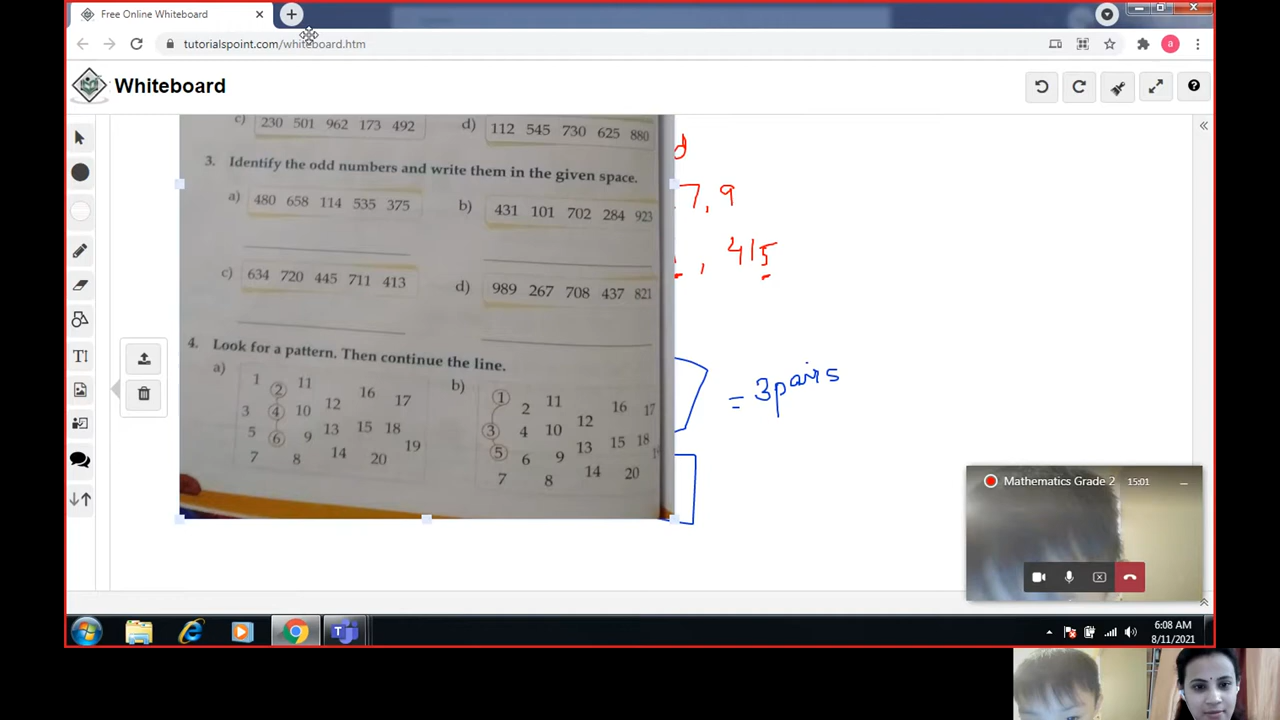 Free Online Whiteboard
tutorialspoint.com/whiteboard.htm
a
Whiteboard
c) 230 501 962 173 492
d) 112 545 730 625 880
3. Identify the odd numbers and write them in the given space.
a) 480 658 114 535 375
b) 431 101 702 284 923
c) 634 720 445 711 413
d) 989 267 708 437 821
4. Look for a pattern. Then continue the line.
a)
1 2 11 16 17
3 4 10 12
5 6 9 13 15 18 19
7 8 14 20
b)
1 2 11 16 17
3 4 10 12
5 6 9 13 15 18
7 8 14 20
d
7, 9
, 415
= 3pairs
Mathematics Grade 2 15:01
6:08 AM
8/11/2021